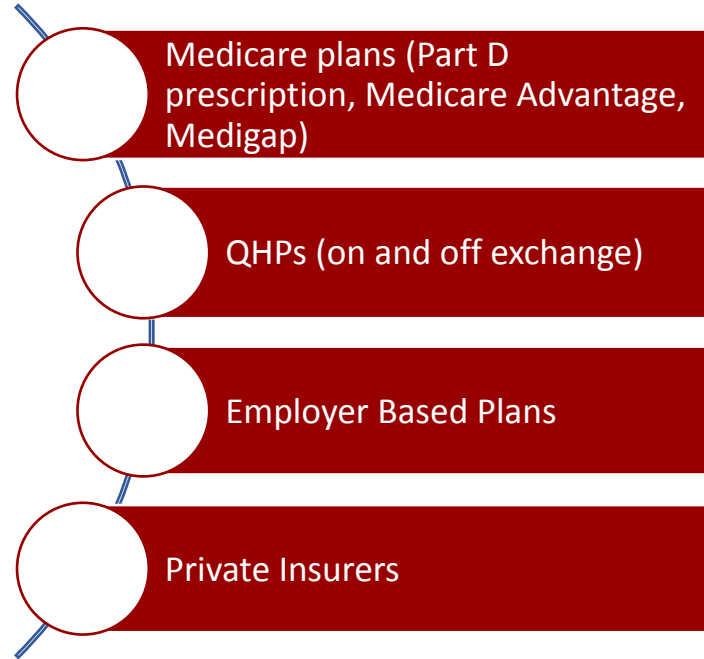 Medicare plans (Part D
prescription, Medicare Advantage,
Medigap)
QHPs (on and off exchange)
Employer Based Plans
Private Insurers